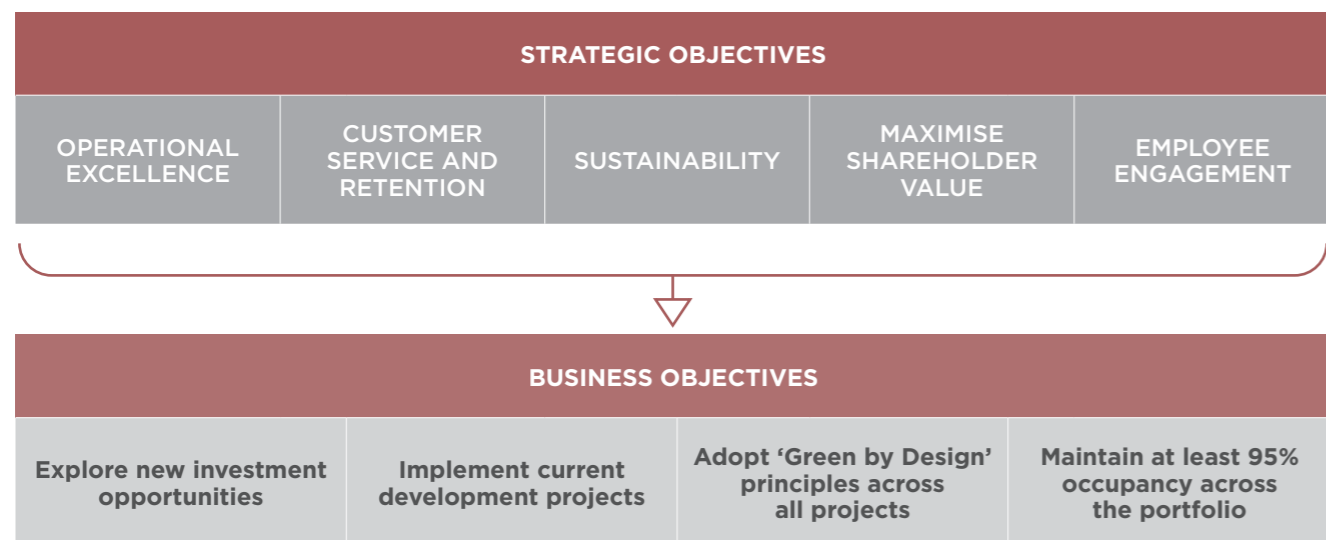 STRATEGIC OBJECTIVES
OPERATIONAL
EXCELLENCE
CUSTOMER
SERVICE AND
RETENTION
SUSTAINABILITY
MAXIMISE
SHAREHOLDER
VALUE
EMPLOYEE
ENGAGEMENT
BUSINESS OBJECTIVES
Explore new investment
opportunities
Implement current
development projects
Adopt ‘Green by Design’
principles across
all projects
Maintain at least 95%
occupancy across
the portfolio